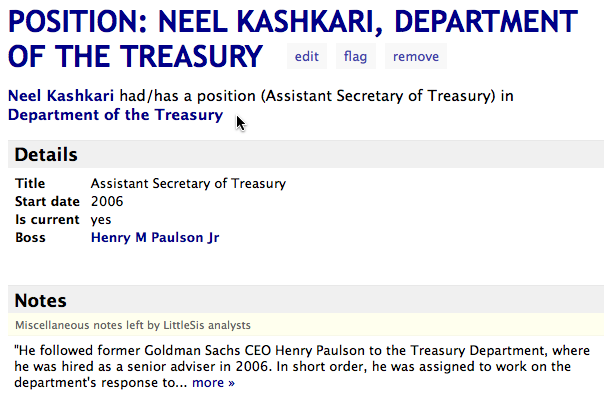 POSITION: NEEL KASHKARI, DEPARTMENT
OF THE TREASURY edit flag remove
Neel Kashkari had/has a position (Assistant Secretary of Treasury) in
Department of the Treasury
Details
Title Assistant Secretary of Treasury
Start date 2006
Is current yes
Boss Henry M Paulson Jr
Notes
Miscellaneous notes left by LittleSis analysts
"He followed former Goldman Sachs CEO Henry Paulson to the Treasury Department, where
he was hired as a senior adviser in 2006. In short order, he was assigned to work on the
department's response to... more »